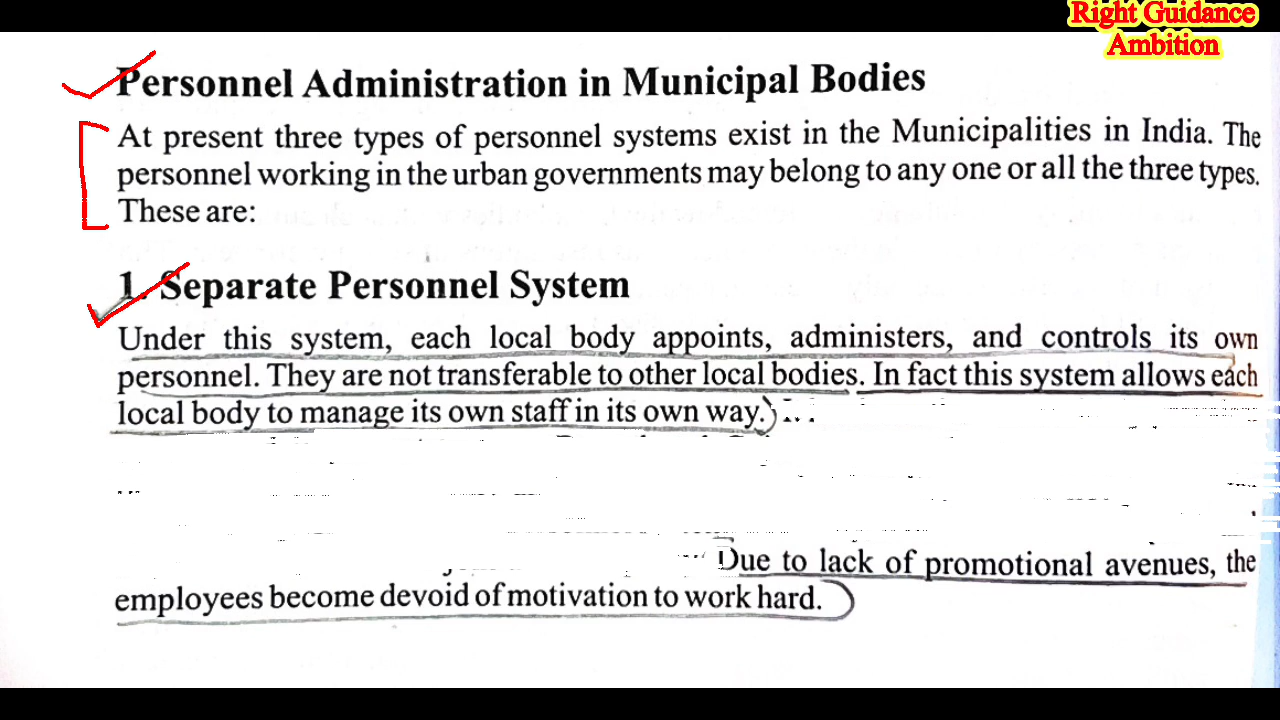 Right Guidance
Ambition
Personnel Administration in Municipal Bodies
At present three types of personnel systems exist in the Municipalities in India. The
personnel working in the urban governments may belong to any one or all the three types.
These are:
1. Separate Personnel System
Under this system, each local body appoints, administers, and controls its own
personnel. They are not transferable to other local bodies. In fact this system allows each
local body to manage its own staff in its own way.
Due to lack of promotional avenues, the
employees become devoid of motivation to work hard.